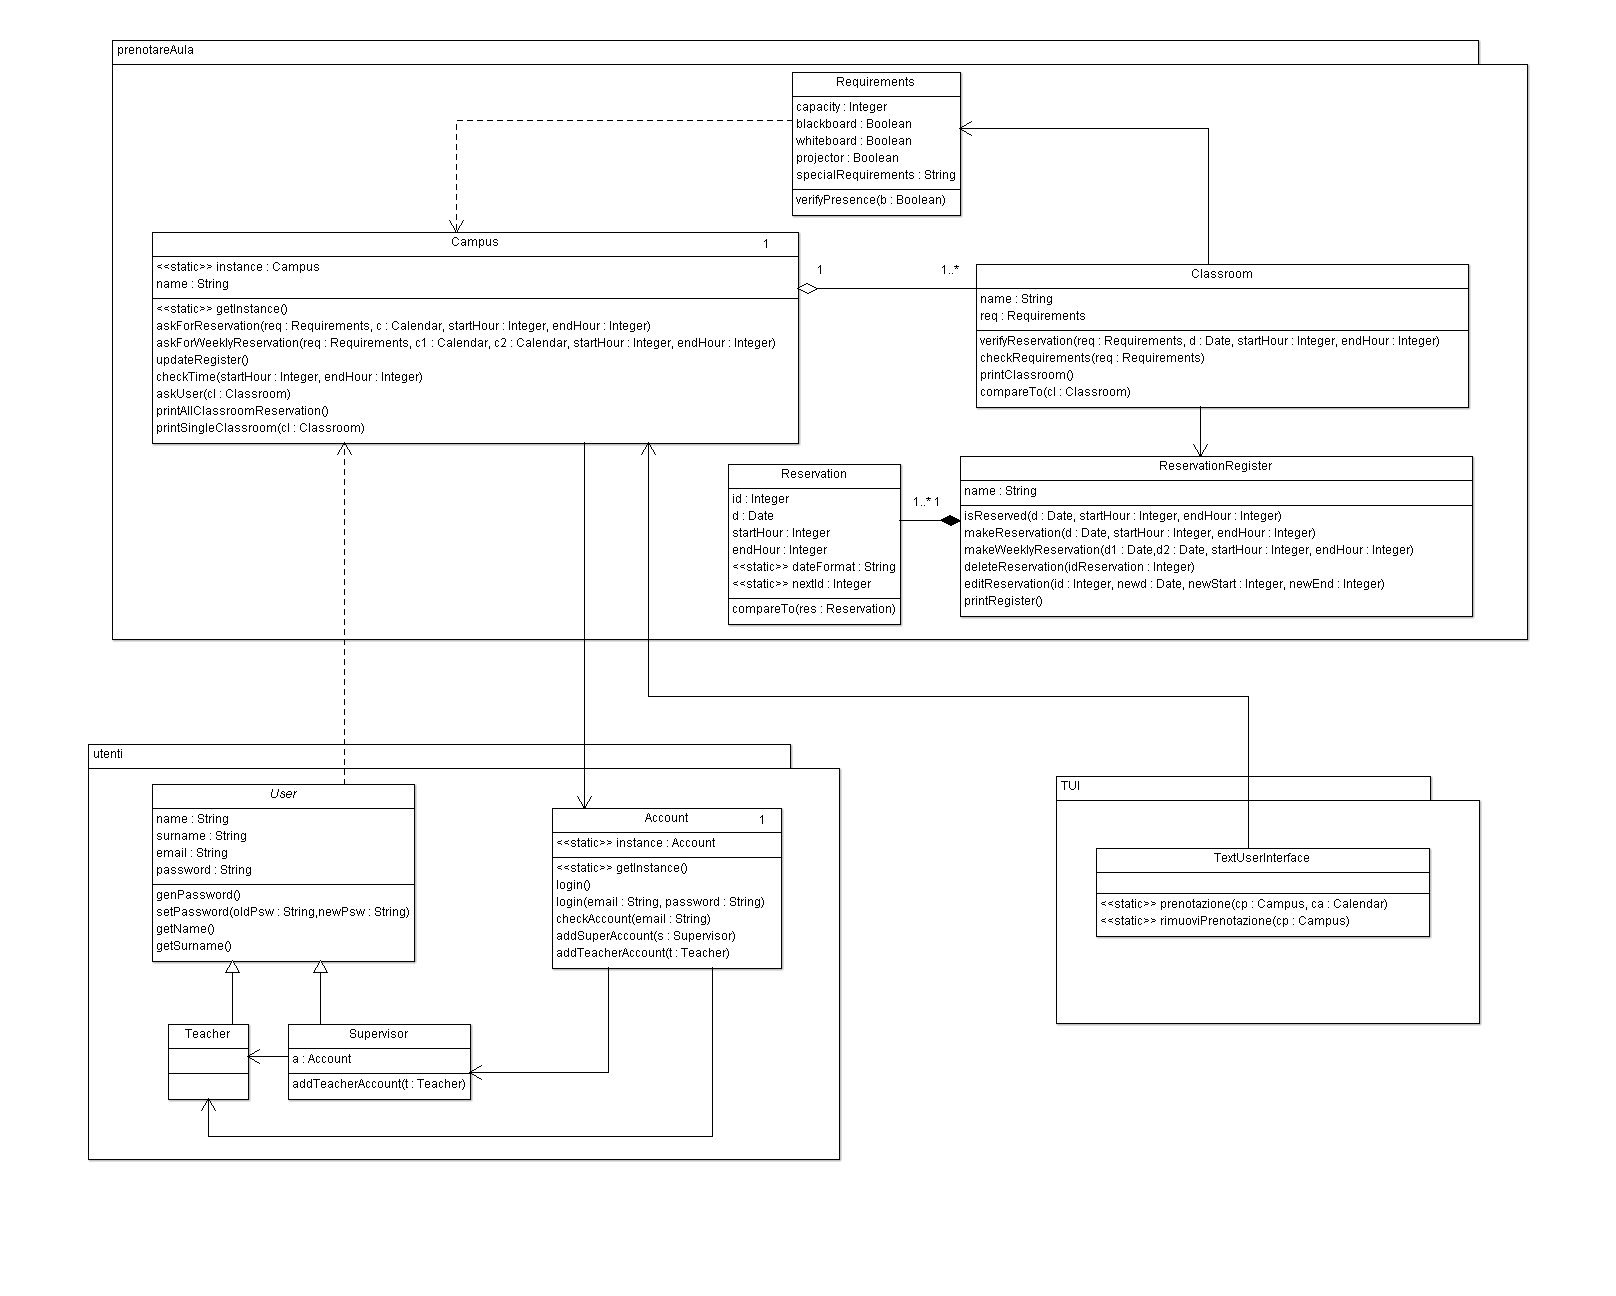 prenotareAula
Requirements
capacity : Integer
blackboard : Boolean
whiteboard : Boolean
projector : Boolean
specialRequirements : String
verifyPresence(b : Boolean)
Campus 1
<<static>> instance : Campus
name : String
<<static>> getInstance()
askForReservation(req : Requirements, c : Calendar, startHour : Integer, endHour : Integer)
askForWeeklyReservation(req : Requirements, c1 : Calendar, c2 : Calendar, startHour : Integer, endHour : Integer)
updateRegister()
checkTime(startHour : Integer, endHour : Integer)
askUser(cl : Classroom)
printAllClassroomReservation()
printSingleClassroom(cl : Classroom)
1 1..*
Classroom
name : String
req : Requirements
verifyReservation(req : Requirements, d : Date, startHour : Integer, endHour : Integer)
checkRequirements(req : Requirements)
printClassroom()
compareTo(cl : Classroom)
Reservation
id : Integer
d : Date
startHour : Integer
endHour : Integer
<<static>> dateFormat : String
<<static>> nextId : Integer
compareTo(res : Reservation)
1..* 1
ReservationRegister
name : String
isReserved(d : Date, startHour : Integer, endHour : Integer)
makeReservation(d : Date, startHour : Integer, endHour : Integer)
makeWeeklyReservation(d1 : Date,d2 : Date, startHour : Integer, endHour : Integer)
deleteReservation(idReservation : Integer)
editReservation(id : Integer, newd : Date, newStart : Integer, newEnd : Integer)
printRegister()
utenti
User
name : String
surname : String
email : String
password : String
genPassword()
setPassword(oldPsw : String,newPsw : String)
getName()
getSurname()
Account 1
<<static>> instance : Account
<<static>> getInstance()
login()
login(email : String, password : String)
checkAccount(email : String)
addSuperAccount(s : Supervisor)
addTeacherAccount(t : Teacher)
Teacher
Supervisor
a : Account
addTeacherAccount(t : Teacher)
TUI
TextUserInterface
<<static>> prenotazione(cp : Campus, ca : Calendar)
<<static>> rimuoviPrenotazione(cp : Campus)